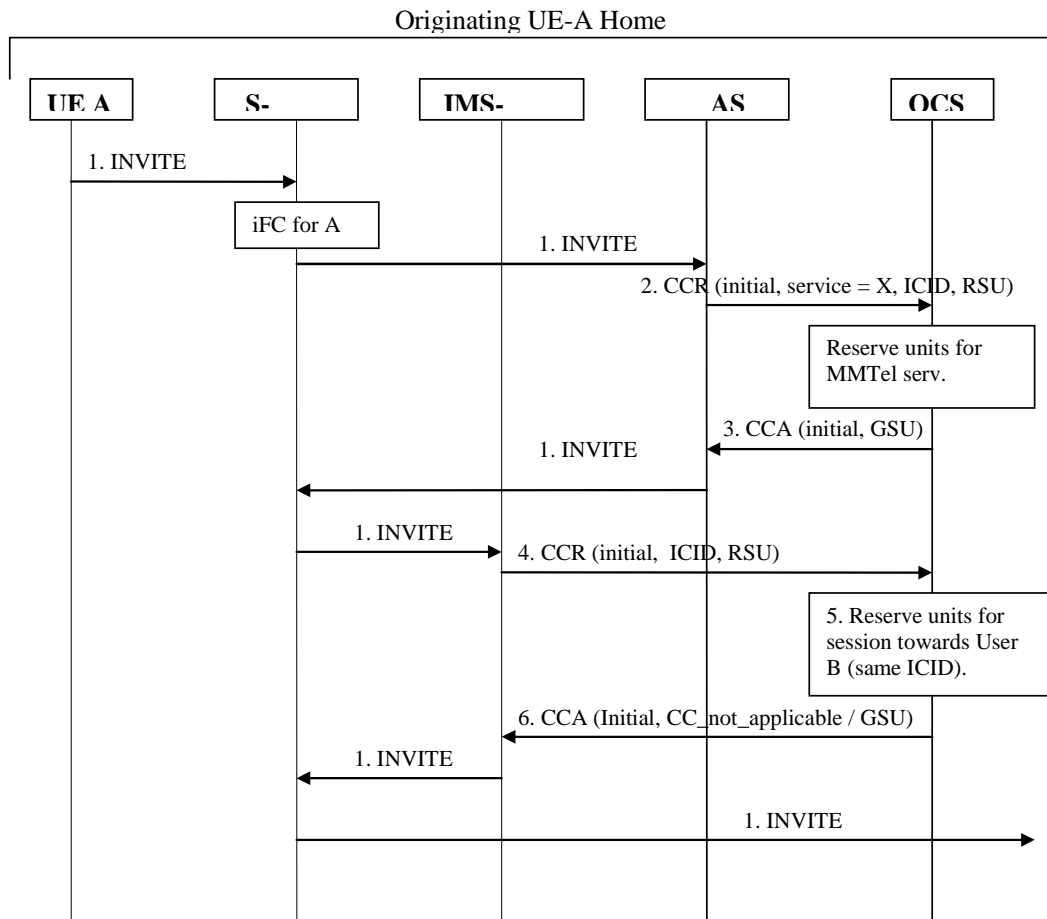 Originating UE-A Home
UE A
S-
IMS-
AS
OCS
1. INVITE
iFC for A
1. INVITE
2. CCR (initial, service = X, ICID, RSU)
Reserve units for
MMTel serv.
3. CCA (initial, GSU)
1. INVITE
1. INVITE
4. CCR (initial, ICID, RSU)
5. Reserve units for
session towards User
B (same ICID).
6. CCA (Initial, CC_not_applicable / GSU)
1. INVITE
1. INVITE